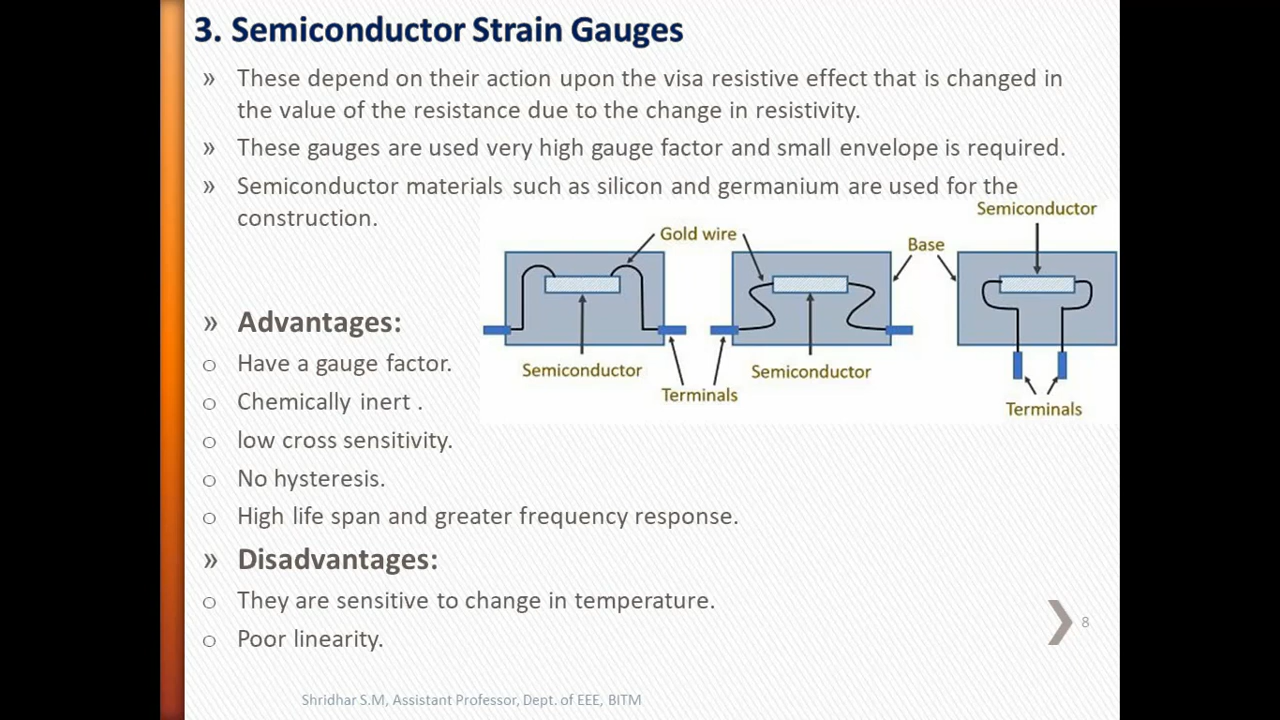 3. Semiconductor Strain Gauges
» These depend on their action upon the visa resistive effect that is changed in
the value of the resistance due to the change in resistivity.
» These gauges are used very high gauge factor and small envelope is required.
» Semiconductor materials such as silicon and germanium are used for the
construction.
Semiconductor
Gold wire
Base
Semiconductor
Semiconductor
Terminals
Terminals
» Advantages:
o Have a gauge factor.
o Chemically inert .
o low cross sensitivity.
o No hysteresis.
o High life span and greater frequency response.
» Disadvantages:
o They are sensitive to change in temperature.
o Poor linearity.
8
Shridhar S.M, Assistant Professor, Dept. of EEE, BITM